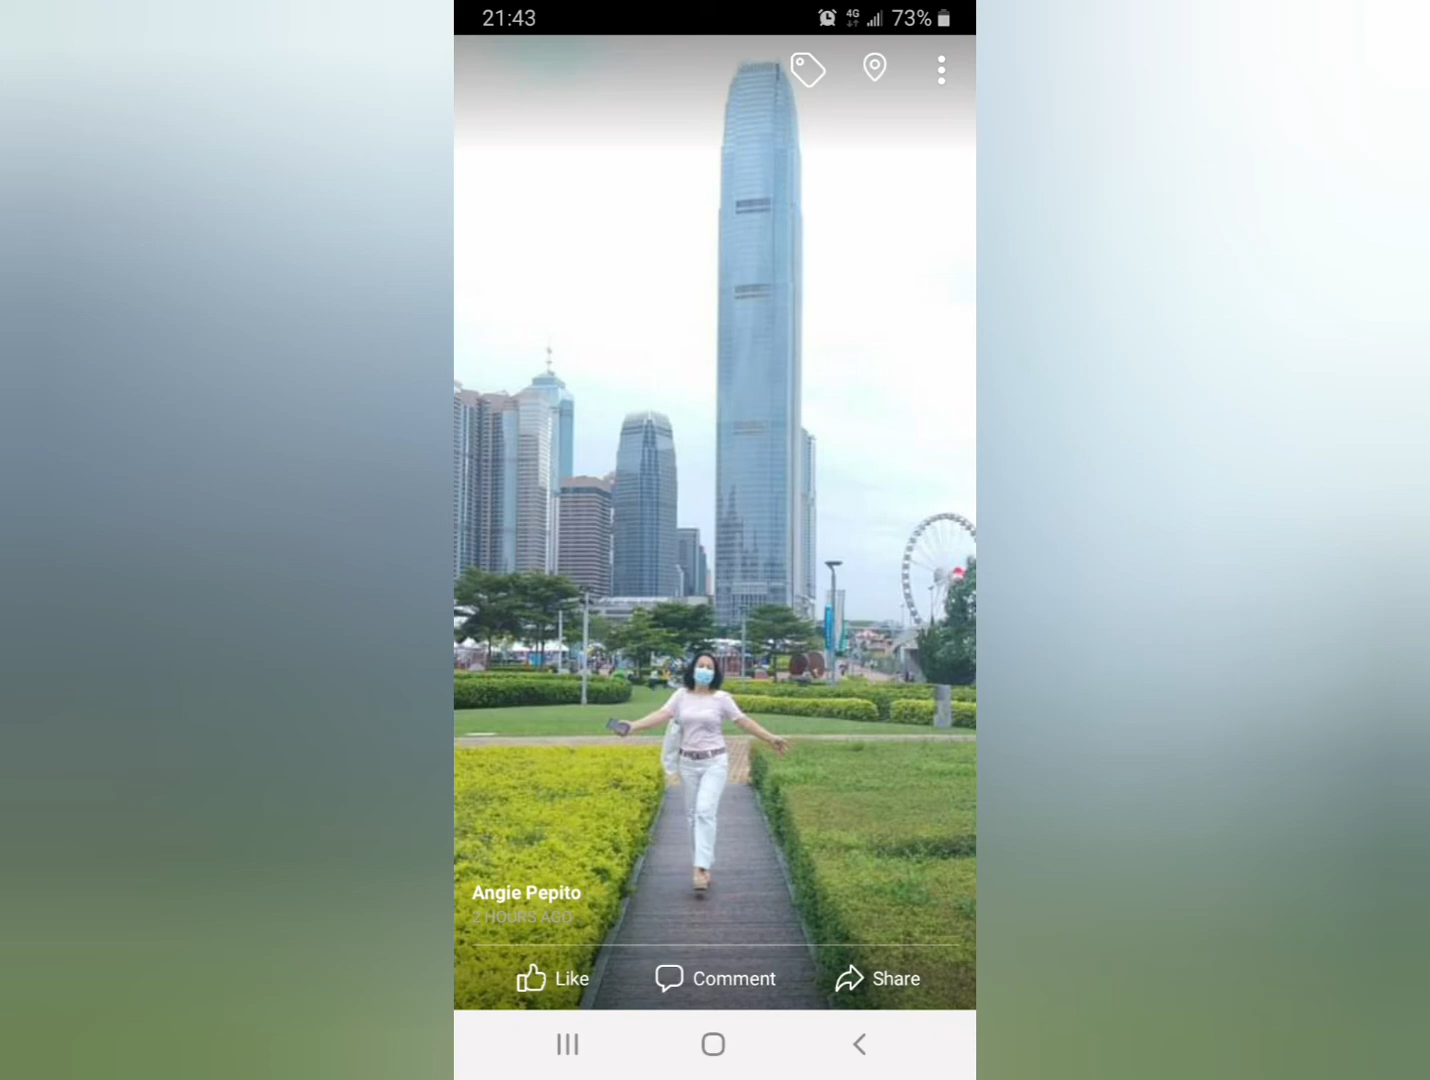 21:43
4G
73%
Angie Pepito
2 HOURS AGO
Like
Comment
Share